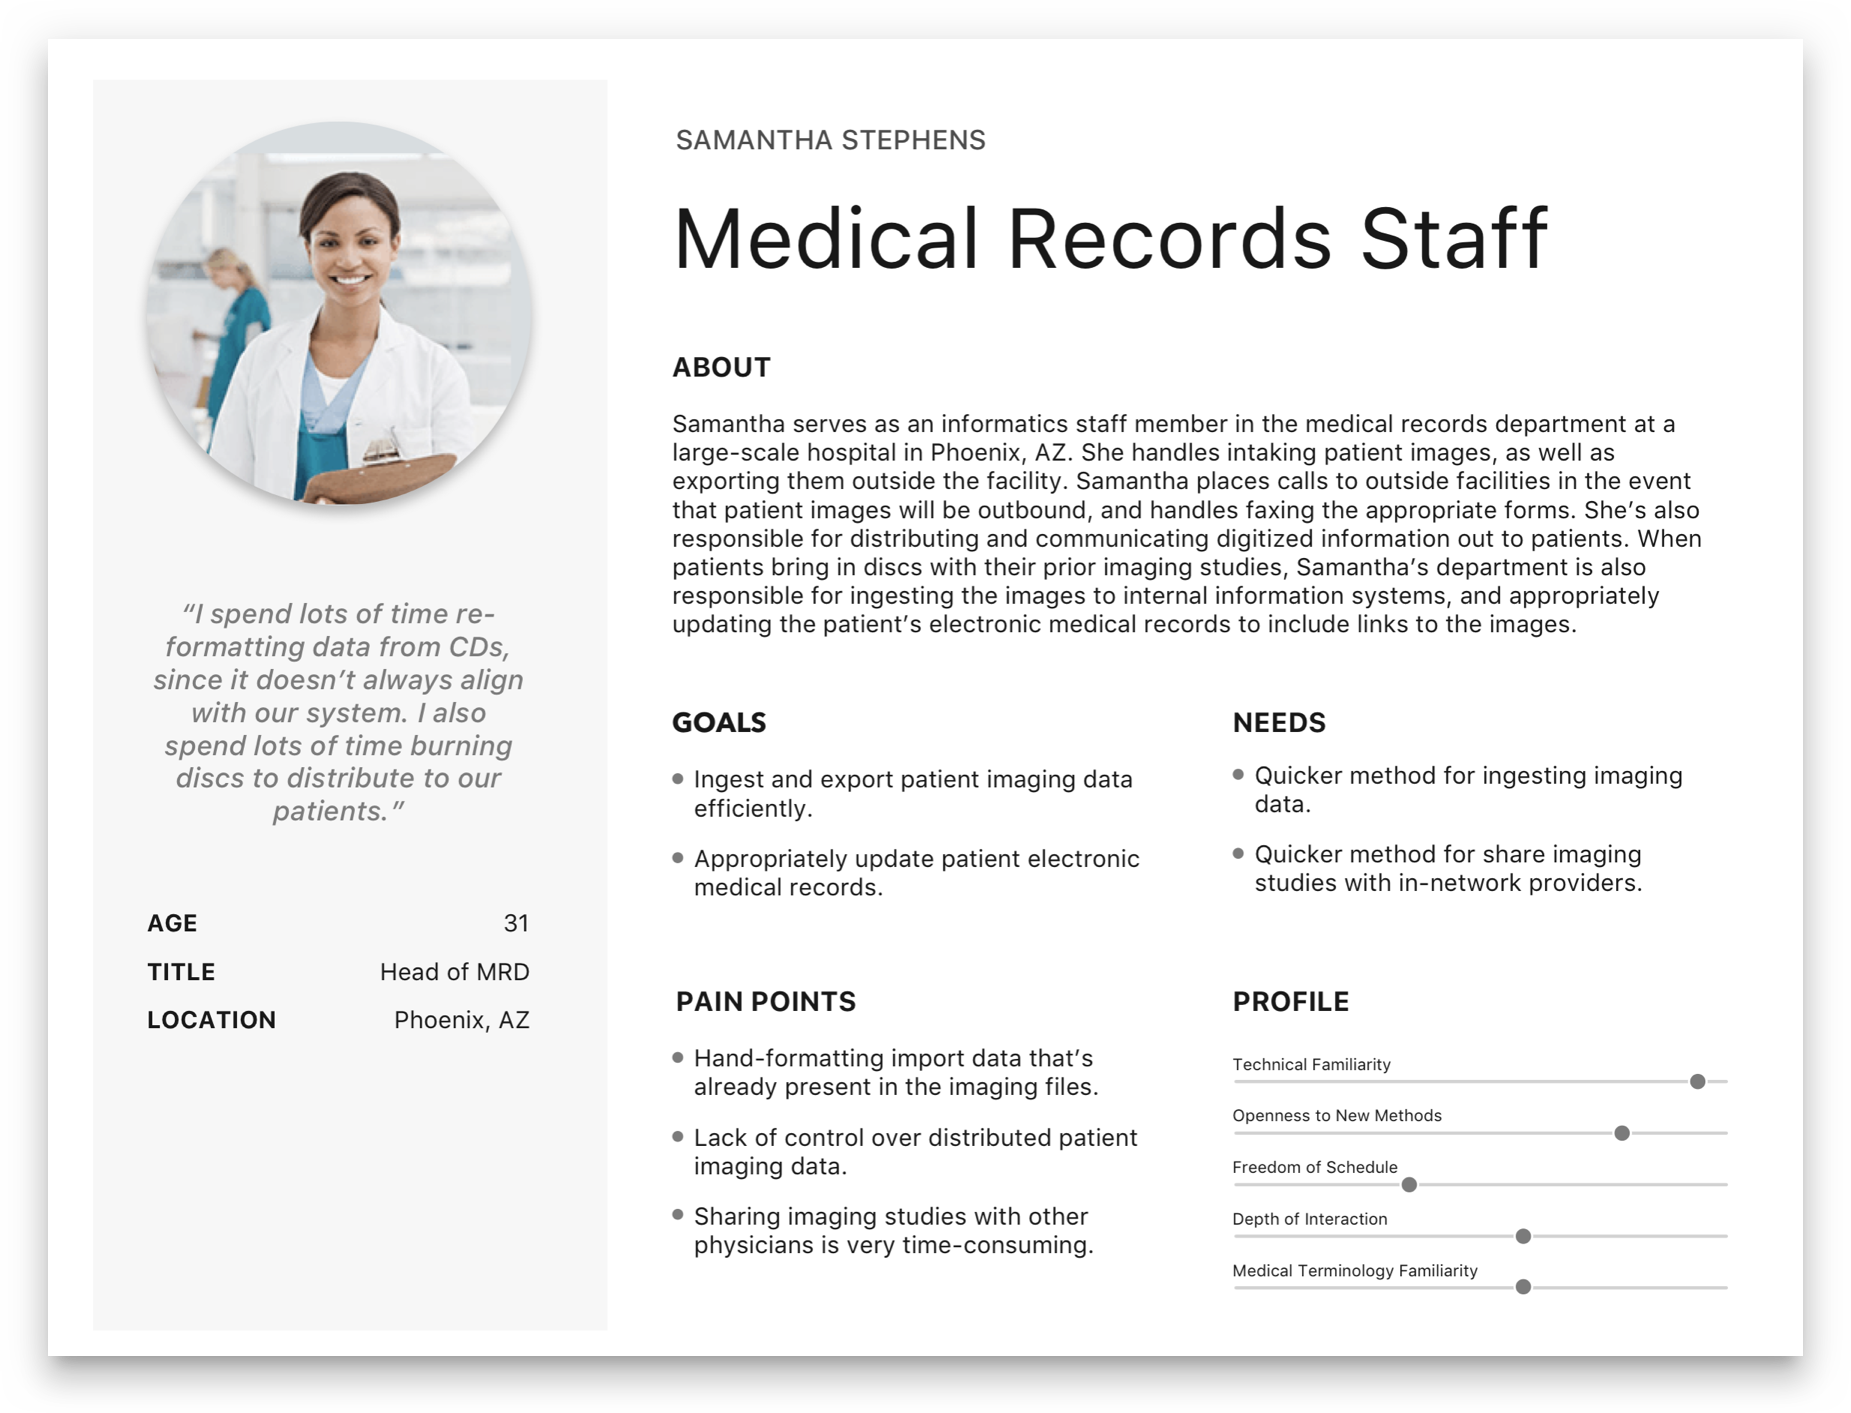 SAMANTHA STEPHENS
Medical Records Staff
ABOUT
Samantha serves as an informatics staff member in the medical records department at a
large-scale hospital in Phoenix, AZ. She handles intaking patient images, as well as
exporting them outside the facility. Samantha places calls to outside facilities in the event
that patient images will be outbound, and handles faxing the appropriate forms. She’s also
responsible for distributing and communicating digitized information out to patients. When
patients bring in discs with their prior imaging studies, Samantha’s department is also
responsible for ingesting the images to internal information systems, and appropriately
updating the patient’s electronic medical records to include links to the images.
“I spend lots of time re-
formatting data from CDs,
since it doesn’t always align
with our system. I also
spend lots of time burning
discs to distribute to our
patients.”
AGE 31
TITLE Head of MRD
LOCATION Phoenix, AZ
GOALS
• Ingest and export patient imaging data
efficiently.
• Appropriately update patient electronic
medical records.
NEEDS
• Quicker method for ingesting imaging
data.
• Quicker method for share imaging
studies with in-network providers.
PAIN POINTS
• Hand-formatting import data that’s
already present in the imaging files.
• Lack of control over distributed patient
imaging data.
• Sharing imaging studies with other
physicians is very time-consuming.
PROFILE
Technical Familiarity
Openness to New Methods
Freedom of Schedule
Depth of Interaction
Medical Terminology Familiarity